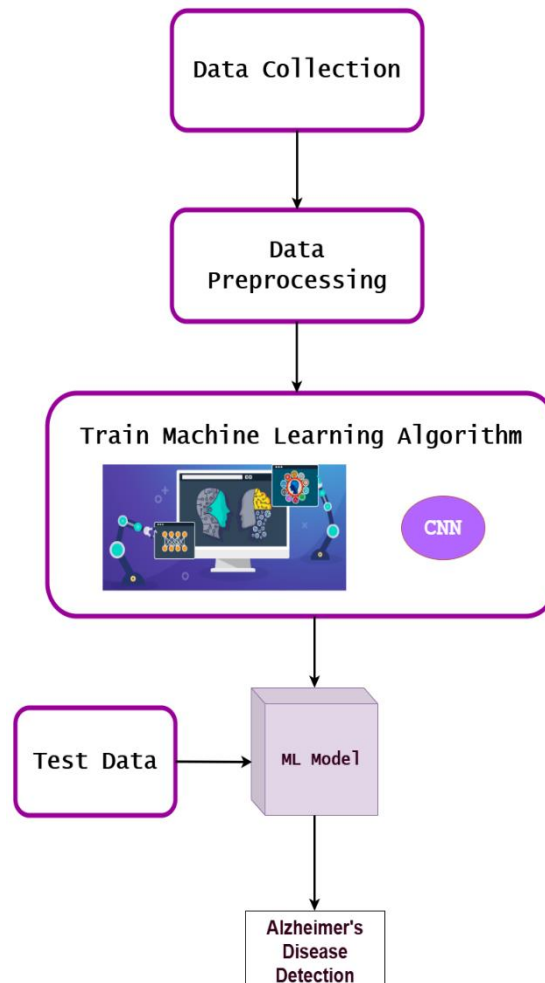 Data Collection
Data
Preprocessing
Train Machine Learning Algorithm
CNN
Test Data
ML Model
Alzheimer's
Disease
Detection